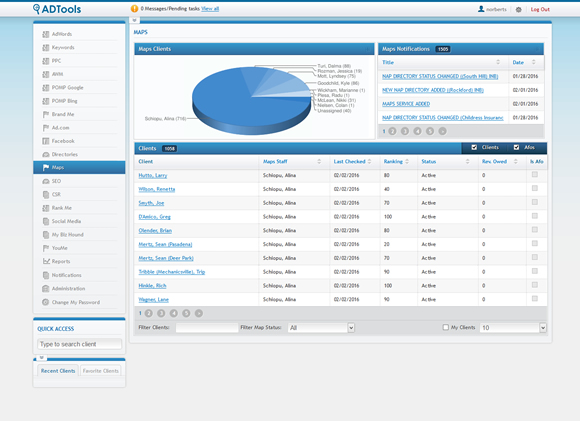 ADTools
0 Messages/Pending tasks View all
norberts
Log Out
AdWords
Keywords
PPC
AWM
POMP Google
POMP Bing
Brand Me
Ad.com
Facebook
Directories
Maps
SEO
CSR
Rank Me
Social Media
My Biz Hound
YouMe
Reports
Notifications
Administration
Change My Password
QUICK ACCESS
Type to search client
Recent Clients Favorite Clients
MAPS
Maps Clients
Turi, Dalma (88)
Rozman, Jessica (19)
Mott, Lyndsey (75)
Goodchild, Kyle (98)
Wickham, Marianne (1)
Plesa, Radu (1)
McLean, Nikki (31)
Nielsen, Colan (1)
Unassigned (40)
Schiopu, Alina (716)
Maps Notifications 1505
Title Date
NAP DIRECTORY STATUS CHANGED ((South Hill) INB) 01/28/2016
NEW NAP DIRECTORY ADDED ((Rockford) INB) 01/28/2016
MAPS SERVICE ADDED 01/28/2016
NAP DIRECTORY STATUS CHANGED (Childress Insuranc 01/28/2016
1 2 3 4 5 »
Clients 1058
Clients Afos
Client Maps Staff Last Checked Ranking Status Rev. Owed Is Afo
Hutto, Larry Schiopu, Alina 02/02/2016 80 Active 0
Wilson, Renetta Schiopu, Alina 02/02/2016 40 Active 0
Smyth, Joe Schiopu, Alina 02/02/2016 70 Active 0
D'Amico, Greg Schiopu, Alina 02/02/2016 100 Active 0
Olender, Brian Schiopu, Alina 02/02/2016 80 Active 0
Mertz, Sean (Pasadena) Schiopu, Alina 02/02/2016 20 Active 0
Mertz, Sean (Deer Park) Schiopu, Alina 02/02/2016 70 Active 0
Tribble (Mechanicsville), Trip Schiopu, Alina 02/02/2016 90 Active 0
Hinkle, Rich Schiopu, Alina 02/02/2016 100 Active 0
Wagner, Lane Schiopu, Alina 02/02/2016 90 Active 0
1 2 3 4 5 »
Filter Clients: Filter Map Status: All My Clients 10